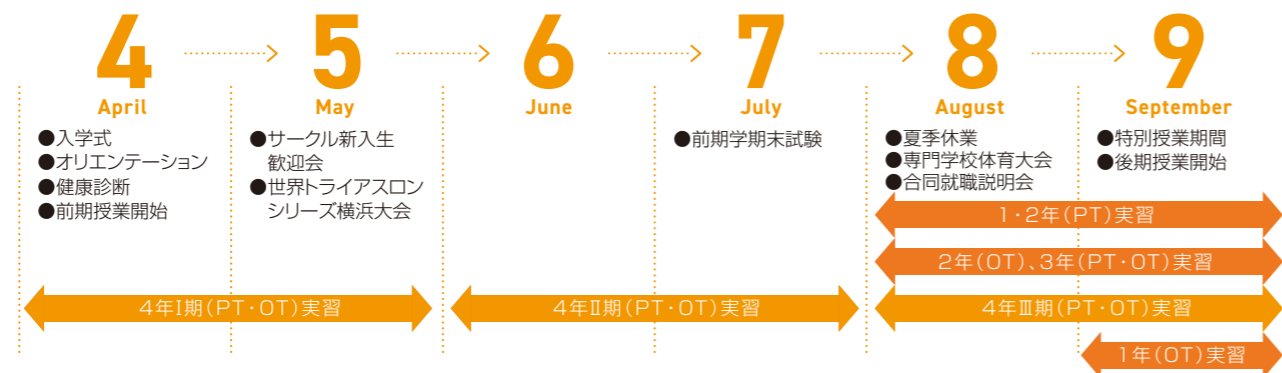 4
April
●入学式
●オリエンテーション
●健康診断
●前期授業開始
5
May
●サークル新入生
歓迎会
●世界トライアスロン
シリーズ横浜大会
6
June
7
July
●前期学期末試験
8
August
●夏季休業
●専門学校体育大会
●合同就職説明会
9
September
●特別授業期間
●後期授業開始
1・2年(PT)実習
2年(OT)、3年(PT・OT)実習
4年Ⅰ期(PT・OT)実習
4年Ⅱ期(PT・OT)実習
4年Ⅲ期(PT・OT)実習
1年(OT)実習